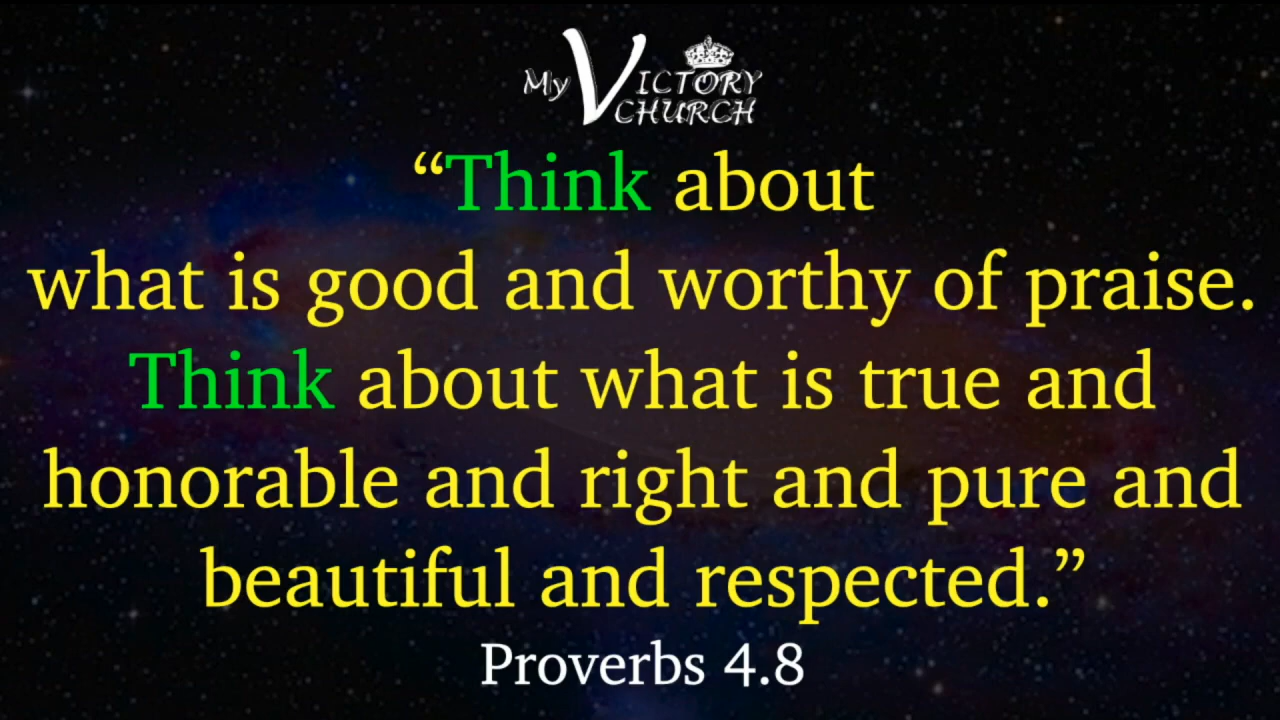 My VICTORY
CHURCH
“Think about
what is good and worthy of praise.
Think about what is true and
honorable and right and pure and
beautiful and respected.”
Proverbs 4.8